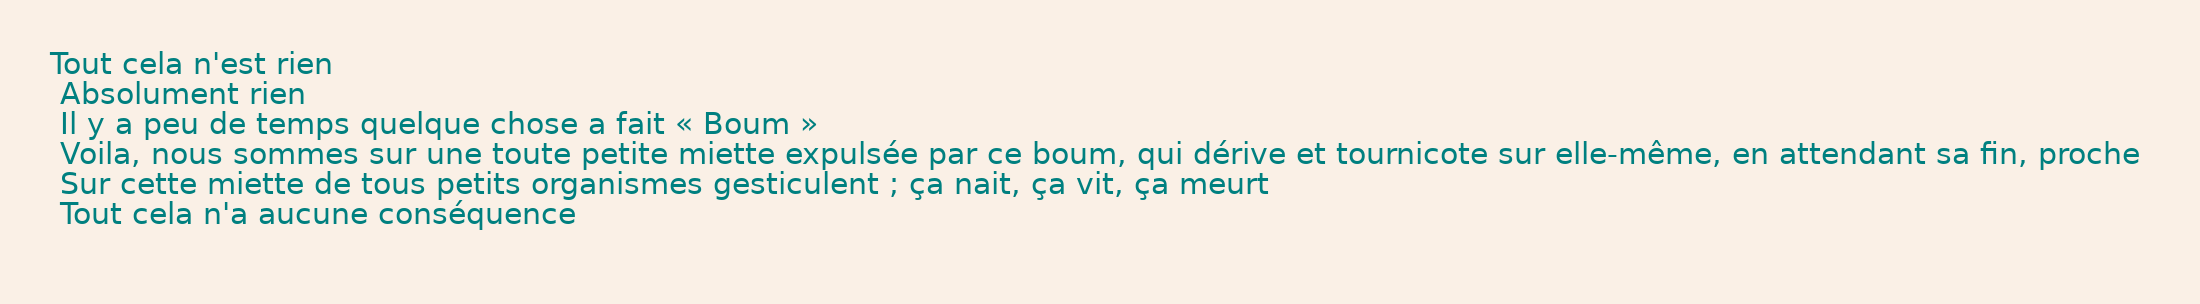 Tout cela n'est rien
Absolument rien
Il y a peu de temps quelque chose a fait « Boum »
Voila, nous sommes sur une toute petite miette expulsée par ce boum, qui dérive et tournicote sur elle-même, en attendant sa fin, proche
Sur cette miette de tous petits organismes gesticulent ; ça nait, ça vit, ça meurt
Tout cela n'a aucune conséquence